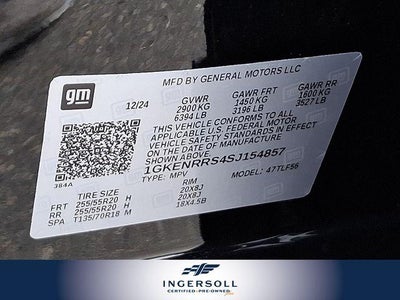 gm
MFD BY GENERAL MOTORS LLC
12/24 GVWR GAWR FRT GAWR RR
2900 KG 1450 KG 1600 KG
6394 LB 3196 LB 3527 LB
THIS VEHICLE CONFORMS TO ALL
APPLICABLE U.S. FEDERAL MOTOR
VEHICLE SAFETY STANDARDS IN EFFECT
ON THE DATE OF MANUFACTURE SHOWN ABOVE.
1GKENRRS4SJ154857
TYPE: MPV MODEL: 47TLF56
384A
TIRE SIZE RIM
FRT 255/55R20 H 20X8J
RR 255/55R20 H 20X8J
SPA T135/70R18 M 18X4.5B
INGERSOLL
CERTIFIED PRE-OWNED